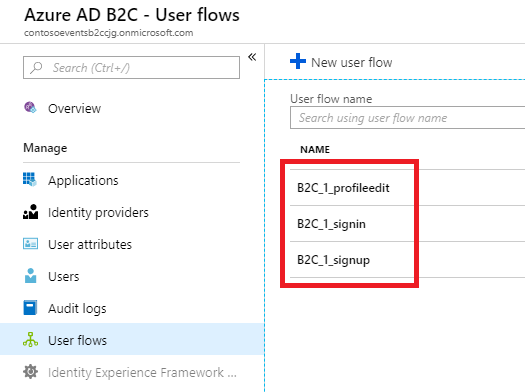 Azure AD B2C - User flows
contosoeventsb2ccjg.onmicrosoft.com
Search (Ctrl+/)
«
Overview
Manage
Applications
Identity providers
User attributes
Users
Audit logs
User flows
Identity Experience Framework ...
New user flow
User flow name
Search using user flow name
NAME
B2C_1_profileedit
B2C_1_signin
B2C_1_signup